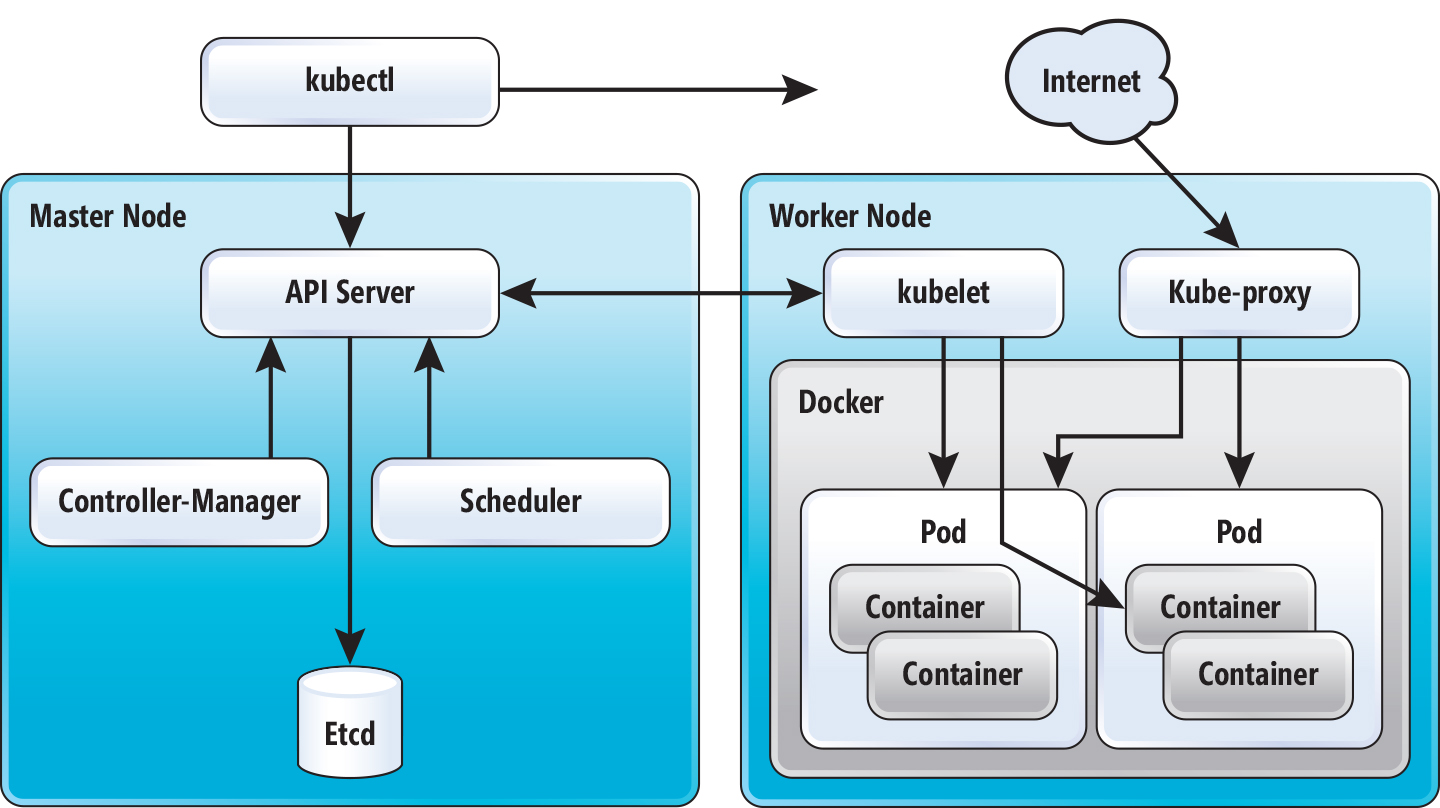 kubectl
Internet
Master Node
Worker Node
API Server
kubelet
Kube-proxy
Docker
Controller-Manager
Scheduler
Pod
Pod
Container
Container
Container
Container
Etcd